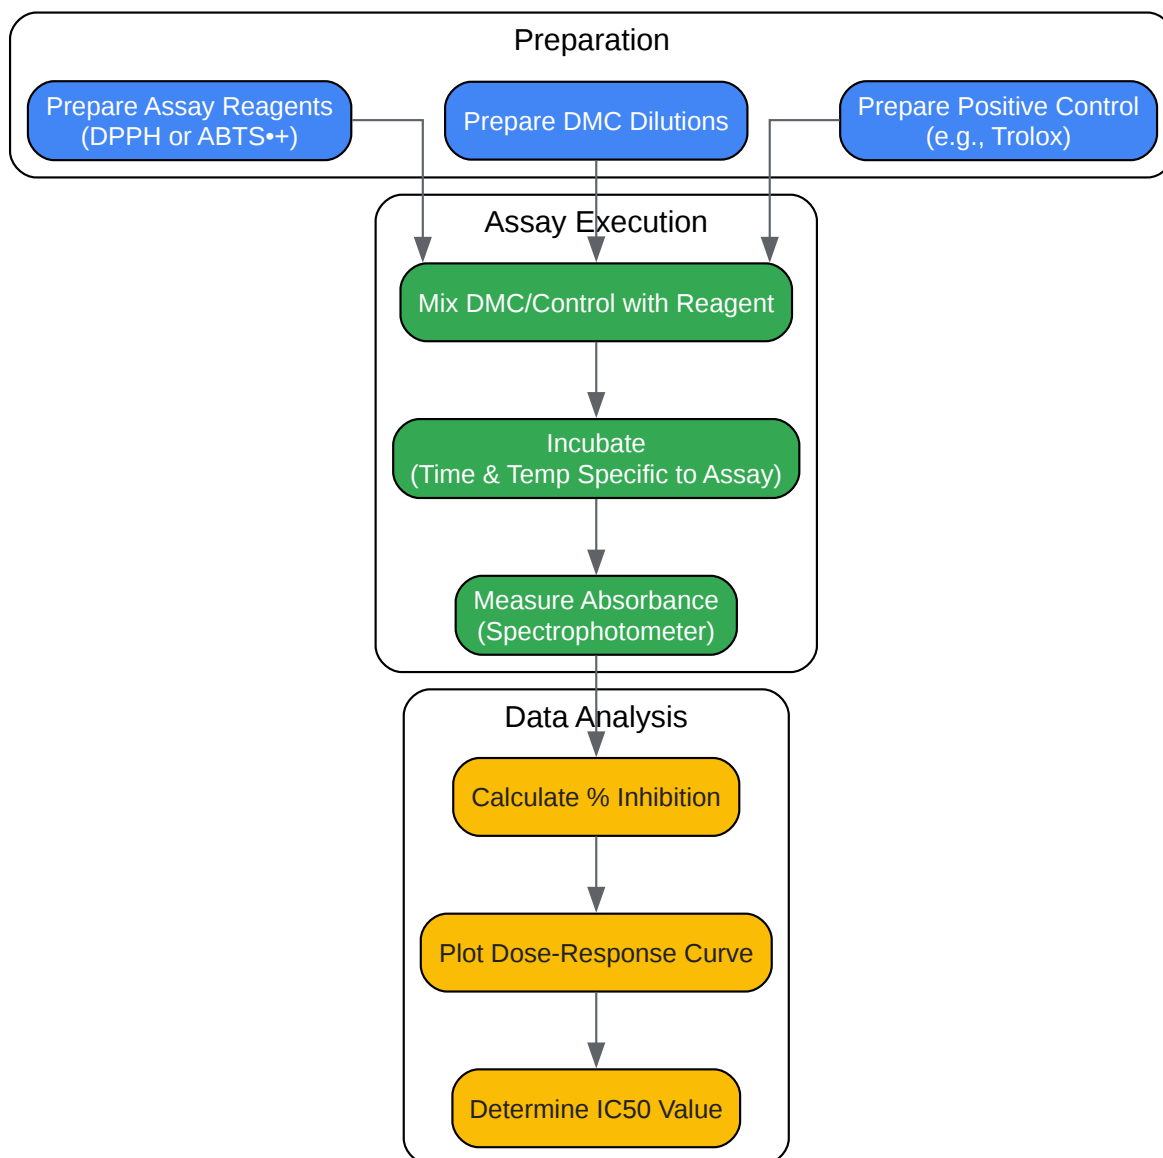 Preparation
Prepare Assay Reagents
(DPPH or ABTS•+)
Prepare DMC Dilutions
Prepare Positive Control
(e.g., Trolox)
Assay Execution
Mix DMC/Control with Reagent
Incubate
(Time & Temp Specific to Assay)
Measure Absorbance
(Spectrophotometer)
Data Analysis
Calculate % Inhibition
Plot Dose-Response Curve
Determine IC50 Value